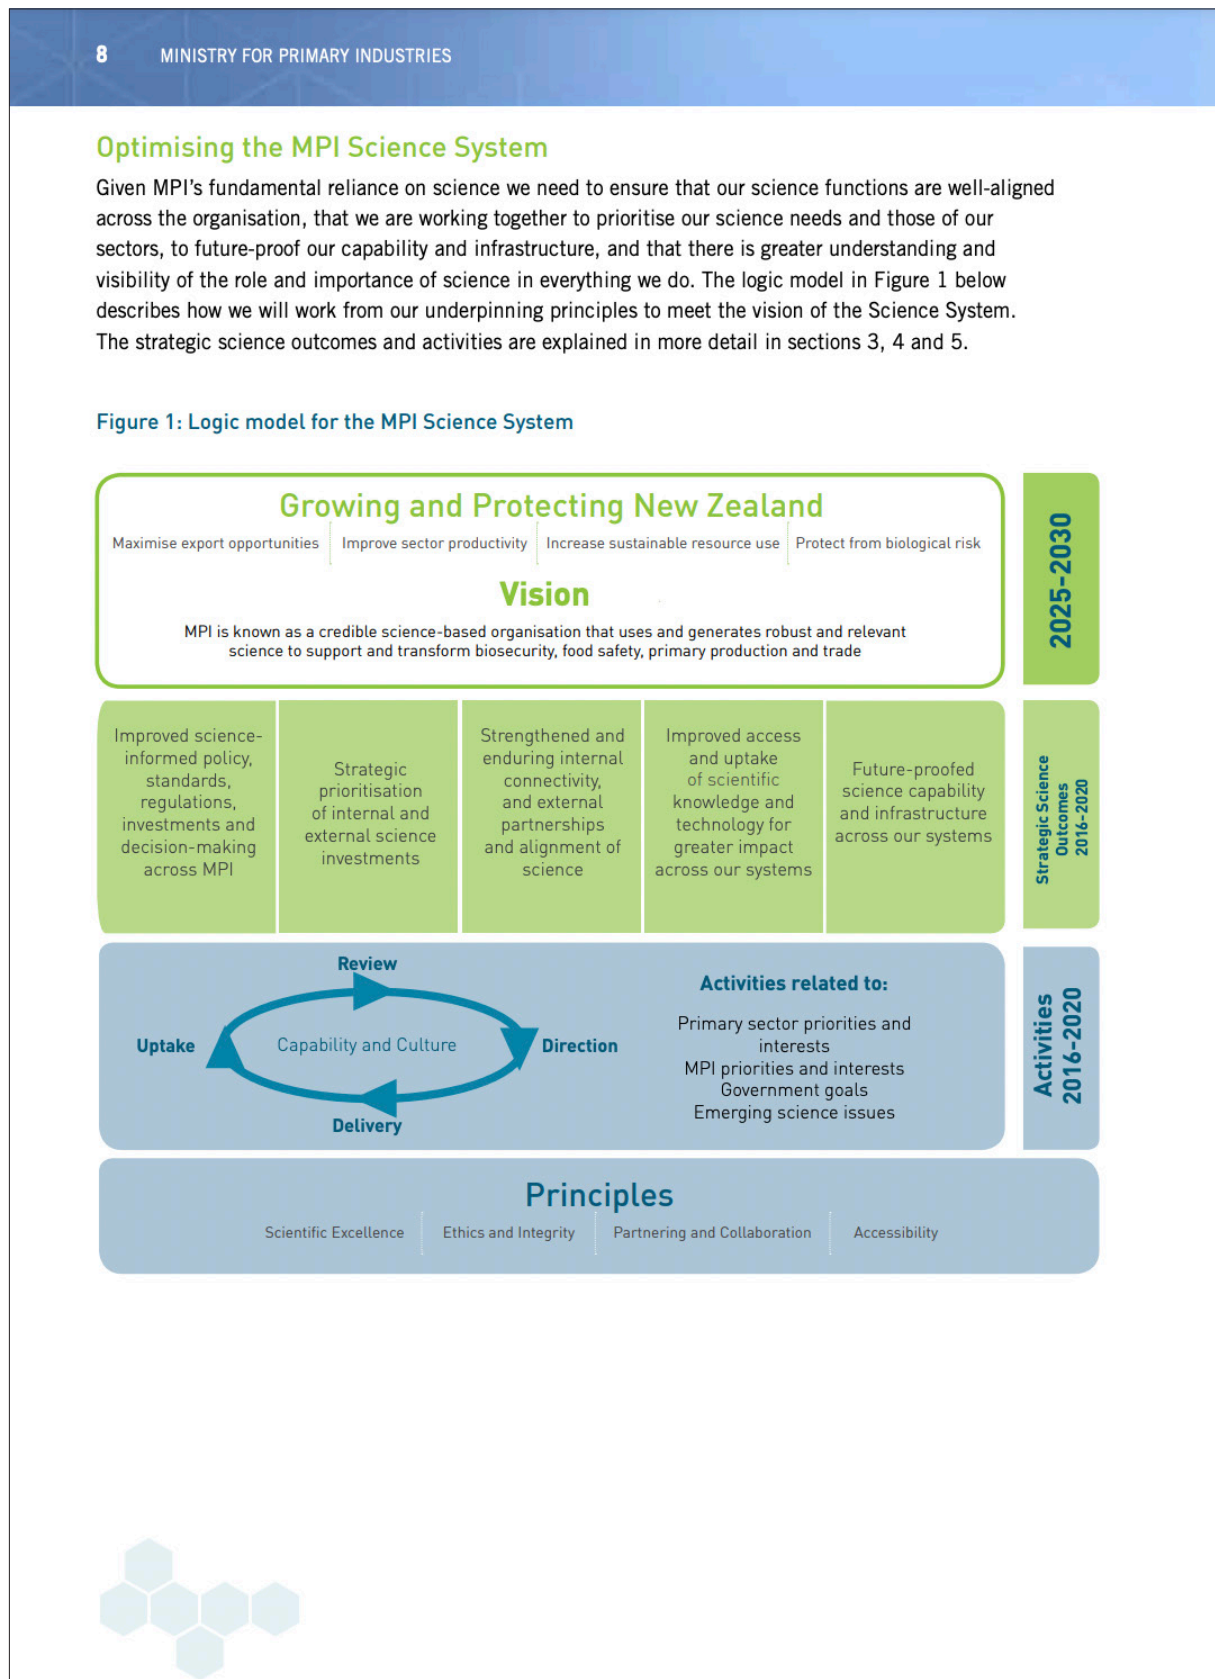 8 MINISTRY FOR PRIMARY INDUSTRIES
Optimising the MPI Science System
Given MPI's fundamental reliance on science we need to ensure that our science functions are well-aligned
across the organisation, that we are working together to prioritise our science needs and those of our
sectors, to future-proof our capability and infrastructure, and that there is greater understanding and
visibility of the role and importance of science in everything we do. The logic model in Figure 1 below
describes how we will work from our underpinning principles to meet the vision of the Science System.
The strategic science outcomes and activities are explained in more detail in sections 3, 4 and 5.
Figure 1: Logic model for the MPI Science System
Growing and Protecting New Zealand
Maximise export opportunities Improve sector productivity Increase sustainable resource use Protect from biological risk
Vision
MPI is known as a credible science-based organisation that uses and generates robust and relevant
science to support and transform biosecurity, food safety, primary production and trade
2025-2030
Improved science-
informed policy,
standards,
regulations,
investments and
decision-making
across MPI
Strategic
prioritisation
of internal and
external science
investments
Strengthened and
enduring internal
connectivity,
and external
partnerships
and alignment of
science
Improved access
and uptake
of scientific
knowledge and
technology for
greater impact
across our systems
Future-proofed
science capability
and infrastructure
across our systems
Strategic Science
Outcomes
2016-2020
Review
Uptake
Capability and Culture
Direction
Delivery
Activities related to:
Primary sector priorities and
interests
MPI priorities and interests
Government goals
Emerging science issues
Activities
2016-2020
Principles
Scientific Excellence Ethics and Integrity Partnering and Collaboration Accessibility